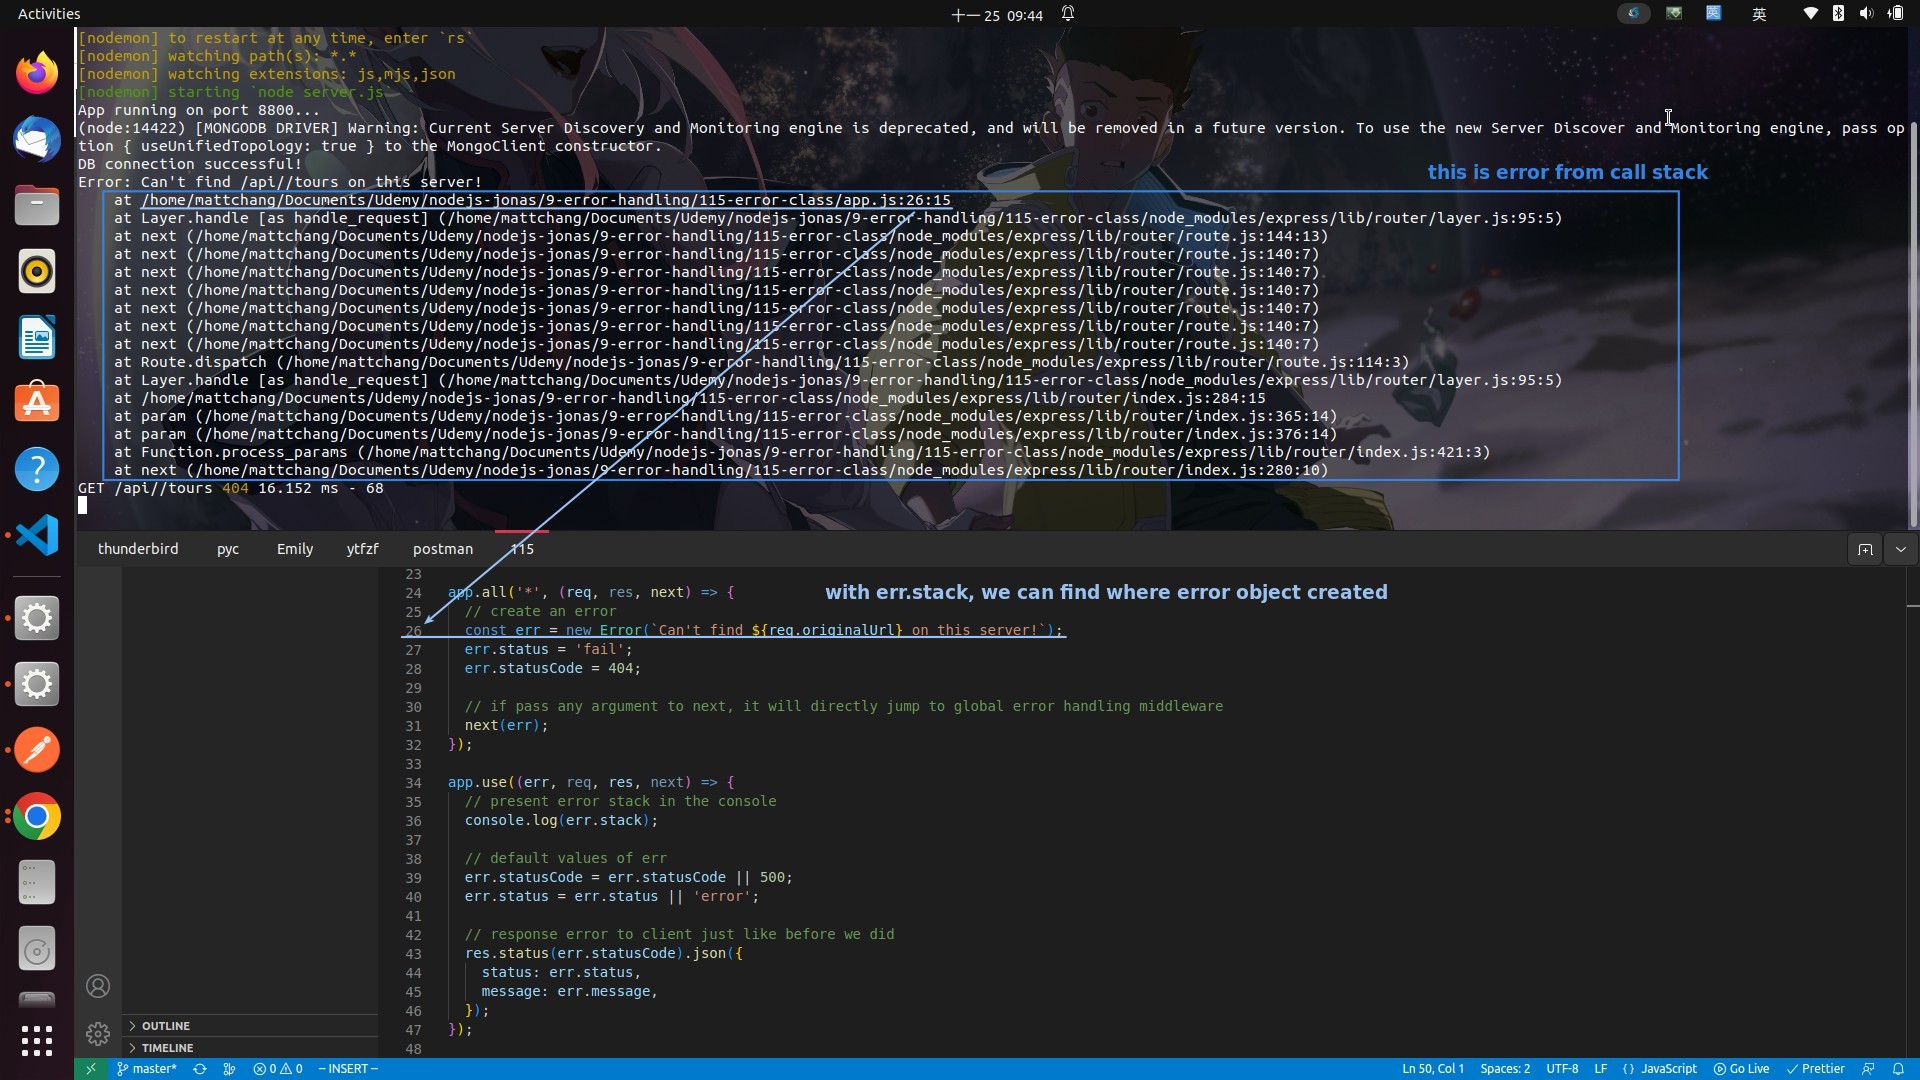 Activities
十一 25 09:44
英
英
[nodemon] to restart at any time, enter `rs`
[nodemon] watching path(s): *.*
[nodemon] watching extensions: js,mjs,json
[nodemon] starting `node server.js`
App running on port 8800...
(node:14422) [MONGODB DRIVER] Warning: Current Server Discovery and Monitoring engine is deprecated, and will be removed in a future version. To use the new Server Discover and Monitoring engine, pass op
tion { useUnifiedTopology: true } to the MongoClient constructor.
DB connection successful!
this is error from call stack
Error: Can't find /api//tours on this server!
at /home/mattchang/Documents/Udemy/nodejs-jonas/9-error-handling/115-error-class/app.js:26:15
at Layer.handle [as handle_request] (/home/mattchang/Documents/Udemy/nodejs-jonas/9-error-handling/115-error-class/node_modules/express/lib/router/layer.js:95:5)
at next (/home/mattchang/Documents/Udemy/nodejs-jonas/9-error-handling/115-error-class/node_modules/express/lib/router/route.js:144:13)
at next (/home/mattchang/Documents/Udemy/nodejs-jonas/9-error-handling/115-error-class/node_modules/express/lib/router/route.js:140:7)
at next (/home/mattchang/Documents/Udemy/nodejs-jonas/9-error-handling/115-error-class/node_modules/express/lib/router/route.js:140:7)
at next (/home/mattchang/Documents/Udemy/nodejs-jonas/9-error-handling/115-error-class/node_modules/express/lib/router/route.js:140:7)
at next (/home/mattchang/Documents/Udemy/nodejs-jonas/9-error-handling/115-error-class/node_modules/express/lib/router/route.js:140:7)
at next (/home/mattchang/Documents/Udemy/nodejs-jonas/9-error-handling/115-error-class/node_modules/express/lib/router/route.js:140:7)
at next (/home/mattchang/Documents/Udemy/nodejs-jonas/9-error-handling/115-error-class/node_modules/express/lib/router/route.js:140:7)
at Route.dispatch (/home/mattchang/Documents/Udemy/nodejs-jonas/9-error-handling/115-error-class/node_modules/express/lib/router/route.js:114:3)
at Layer.handle [as handle_request] (/home/mattchang/Documents/Udemy/nodejs-jonas/9-error-handling/115-error-class/node_modules/express/lib/router/layer.js:95:5)
at /home/mattchang/Documents/Udemy/nodejs-jonas/9-error-handling/115-error-class/node_modules/express/lib/router/index.js:284:15
at param (/home/mattchang/Documents/Udemy/nodejs-jonas/9-error-handling/115-error-class/node_modules/express/lib/router/index.js:365:14)
at param (/home/mattchang/Documents/Udemy/nodejs-jonas/9-error-handling/115-error-class/node_modules/express/lib/router/index.js:376:14)
at Function.process_params (/home/mattchang/Documents/Udemy/nodejs-jonas/9-error-handling/115-error-class/node_modules/express/lib/router/index.js:421:3)
at next (/home/mattchang/Documents/Udemy/nodejs-jonas/9-error-handling/115-error-class/node_modules/express/lib/router/index.js:280:10)
GET /api//tours 404 16.152 ms - 68
thunderbird pyc Emily ytfzf postman 115
23
24 app.all('*', (req, res, next) => {
with err.stack, we can find where error object created
25 // create an error
26 const err = new Error(`Can't find ${req.originalUrl} on this server!`);
27 err.status = 'fail';
28 err.statusCode = 404;
29
30 // if pass any argument to next, it will directly jump to global error handling middleware
31 next(err);
32 });
33
34 app.use((err, req, res, next) => {
35 // present error stack in the console
36 console.log(err.stack);
37
38 // default values of err
39 err.statusCode = err.statusCode || 500;
40 err.status = err.status || 'error';
41
42 // response error to client just like before we did
43 res.status(err.statusCode).json({
44 status: err.status,
45 message: err.message,
46 });
47 });
48
OUTLINE
TIMELINE
master* 0 0 -- INSERT -- Ln 50, Col 1 Spaces: 2 UTF-8 LF {} JavaScript Go Live Prettier